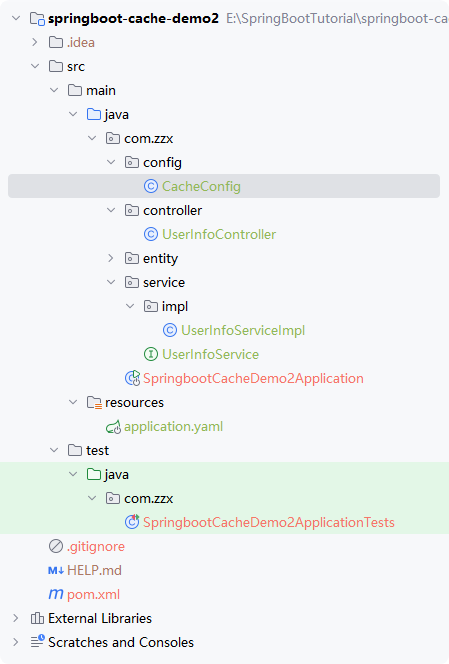 springboot-cache-demo2 E:\SpringBootTutorial\springboot-ca
.idea
src
main
java
com.zzx
config
CacheConfig
controller
UserInfoController
entity
service
impl
UserInfoServiceImpl
UserInfoService
SpringbootCacheDemo2Application
resources
application.yaml
test
java
com.zzx
SpringbootCacheDemo2ApplicationTests
.gitignore
HELP.md
pom.xml
External Libraries
Scratches and Consoles